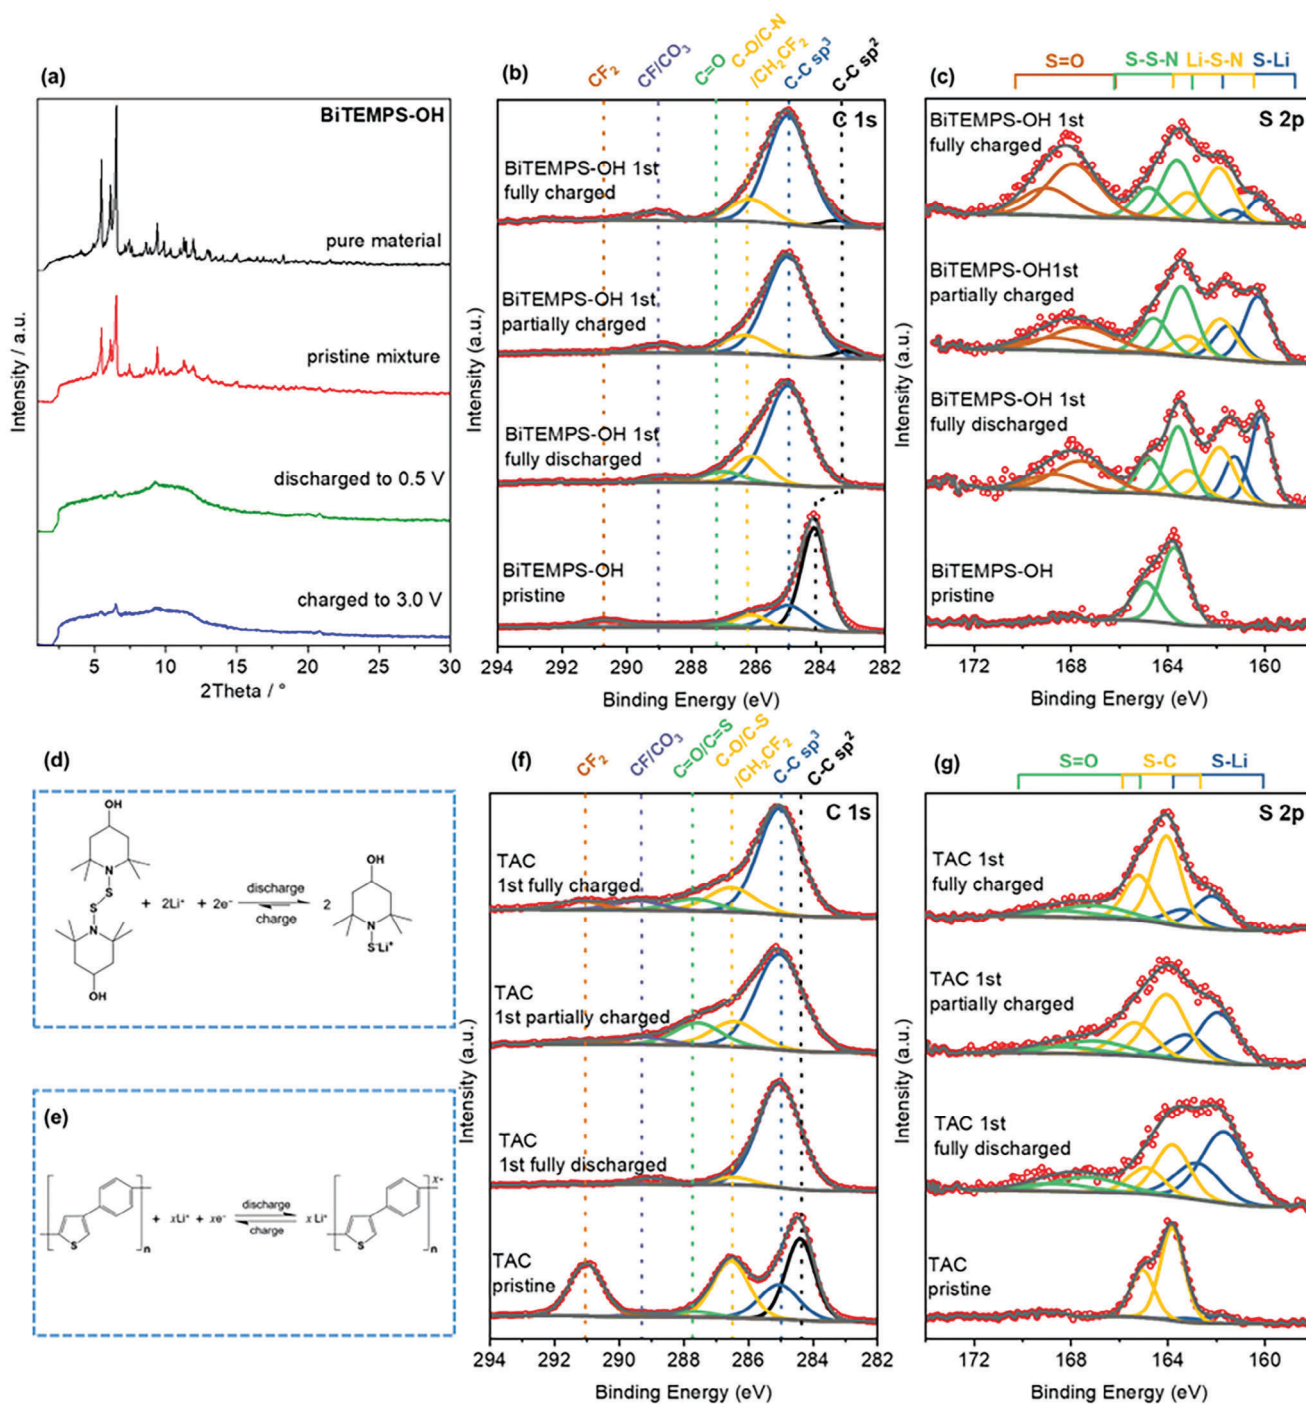 (a)
BiTEMPS-OH
pure material
pristine mixture
discharged to 0.5 V
charged to 3.0 V
Intensity / a.u.
5 10 15 20 25 30
2Theta / °
(b)
CF₂
CF/CO₃
C=O
C-O/C-N
/CH₂CF₂
C-C sp³
C-C sp²
C 1s
BiTEMPS-OH 1st
fully charged
BiTEMPS-OH 1st
partially charged
BiTEMPS-OH 1st
fully discharged
BiTEMPS-OH
pristine
Intensity (a.u.)
294 292 290 288 286 284 282
Binding Energy (eV)
(c)
S=O S-S-N Li-S-N S-Li
S 2p
BiTEMPS-OH 1st
fully charged
BiTEMPS-OH1st
partially charged
BiTEMPS-OH 1st
fully discharged
BiTEMPS-OH
pristine
Intensity (a.u.)
172 168 164 160
Binding Energy (eV)
(d)
OH
N
S
S
N
OH
+ 2Li⁺ + 2e⁻
discharge
charge
2
OH
N
S⁻Li⁺
(e)
S
n
+ xLi⁺ + xe⁻
discharge
charge
x Li⁺
S
x-
n
(f)
CF₂
CF/CO₃
C=O/C=S
C-O/C-S
/CH₂CF₂
C-C sp³
C-C sp²
C 1s
TAC
1st fully charged
TAC
1st partially charged
TAC
1st fully discharged
TAC
pristine
Intensity (a.u.)
294 292 290 288 286 284 282
Binding Energy (eV)
(g)
S=O S-C S-Li
S 2p
TAC 1st
fully charged
TAC 1st
partially charged
TAC 1st
fully discharged
TAC
pristine
Intensity (a.u.)
172 168 164 160
Binding Energy (eV)